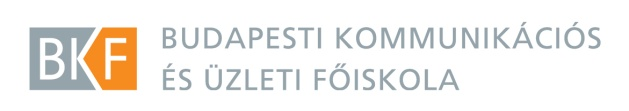 BKF
BUDAPESTI KOMMUNIKÁCIÓS
ÉS ÜZLETI FŐISKOLA